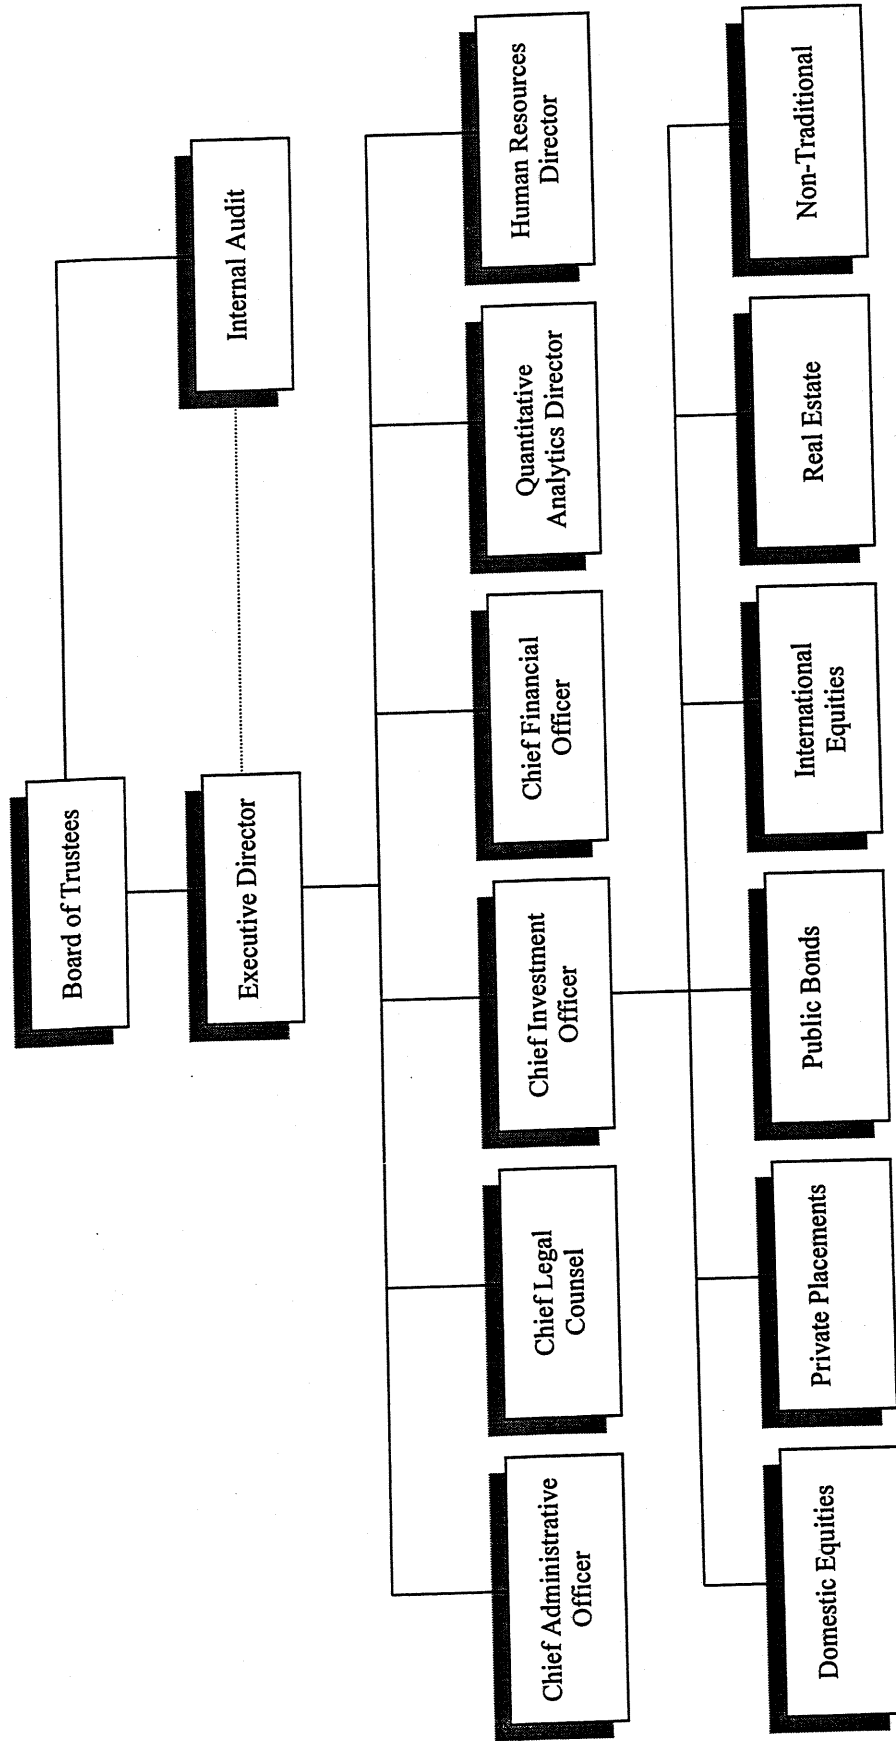 Board of Trustees
Executive Director
Internal Audit
Chief Administrative
Officer
Chief Legal
Counsel
Chief Investment
Officer
Chief Financial
Officer
Quantitative
Analytics Director
Human Resources
Director
Domestic Equities
Private Placements
Public Bonds
International
Equities
Real Estate
Non-Traditional